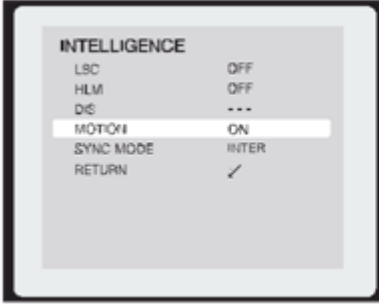 INTELLIGENCE
LSC OFF
HLM OFF
DIS ---
MOTION ON
SYNC MODE INTER
RETURN